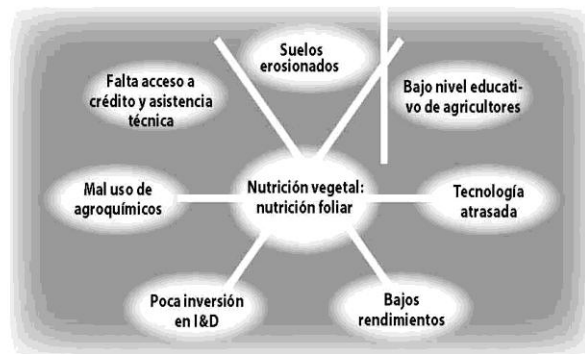 Suelos
erosionados
Falta acceso a
crédito y asistencia
técnica
Bajo nivel educati-
vo de agricultores
Mal uso de
agroquímicos
Nutrición vegetal:
nutrición foliar
Tecnología
atrasada
Poca inversión
en I&D
Bajos
rendimientos